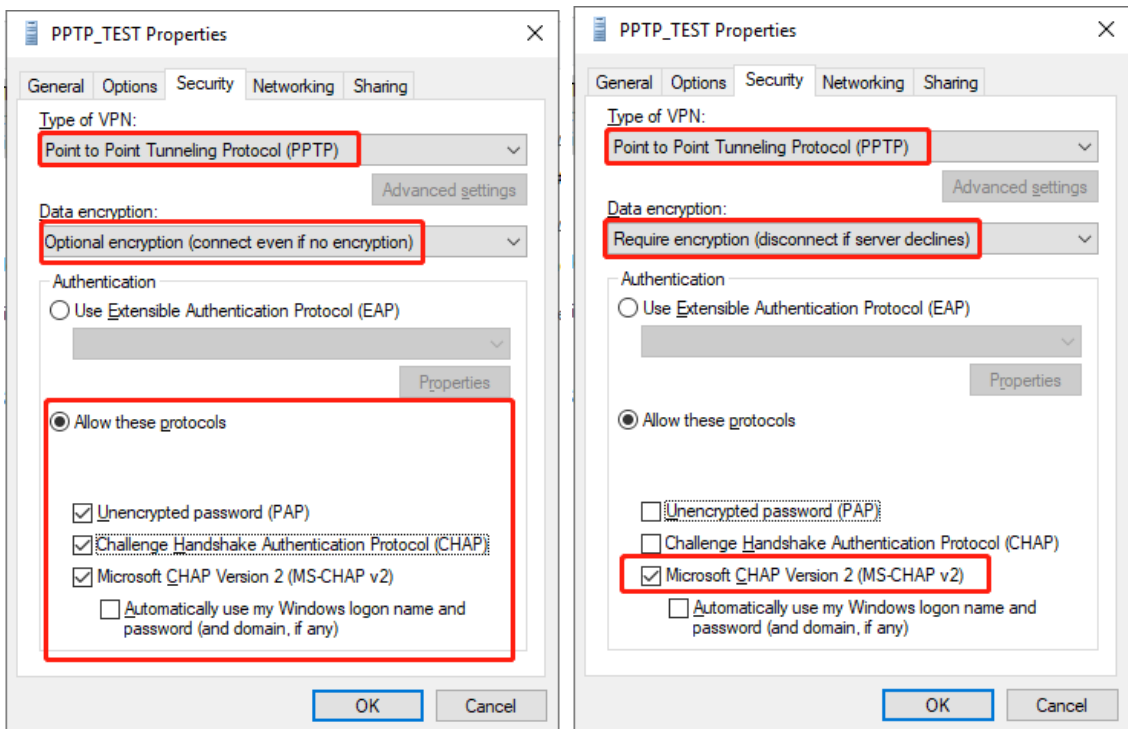 PPTP_TEST Properties
General Options Security Networking Sharing
Type of VPN:
Point to Point Tunneling Protocol (PPTP)
Advanced settings
Data encryption:
Optional encryption (connect even if no encryption)
Authentication
Use Extensible Authentication Protocol (EAP)
Properties
Allow these protocols
Unencrypted password (PAP)
Challenge Handshake Authentication Protocol (CHAP)
Microsoft CHAP Version 2 (MS-CHAP v2)
Automatically use my Windows logon name and
password (and domain, if any)
OK Cancel
PPTP_TEST Properties
General Options Security Networking Sharing
Type of VPN:
Point to Point Tunneling Protocol (PPTP)
Advanced settings
Data encryption:
Require encryption (disconnect if server declines)
Authentication
Use Extensible Authentication Protocol (EAP)
Properties
Allow these protocols
Unencrypted password (PAP)
Challenge Handshake Authentication Protocol (CHAP)
Microsoft CHAP Version 2 (MS-CHAP v2)
Automatically use my Windows logon name and
password (and domain, if any)
OK Cancel